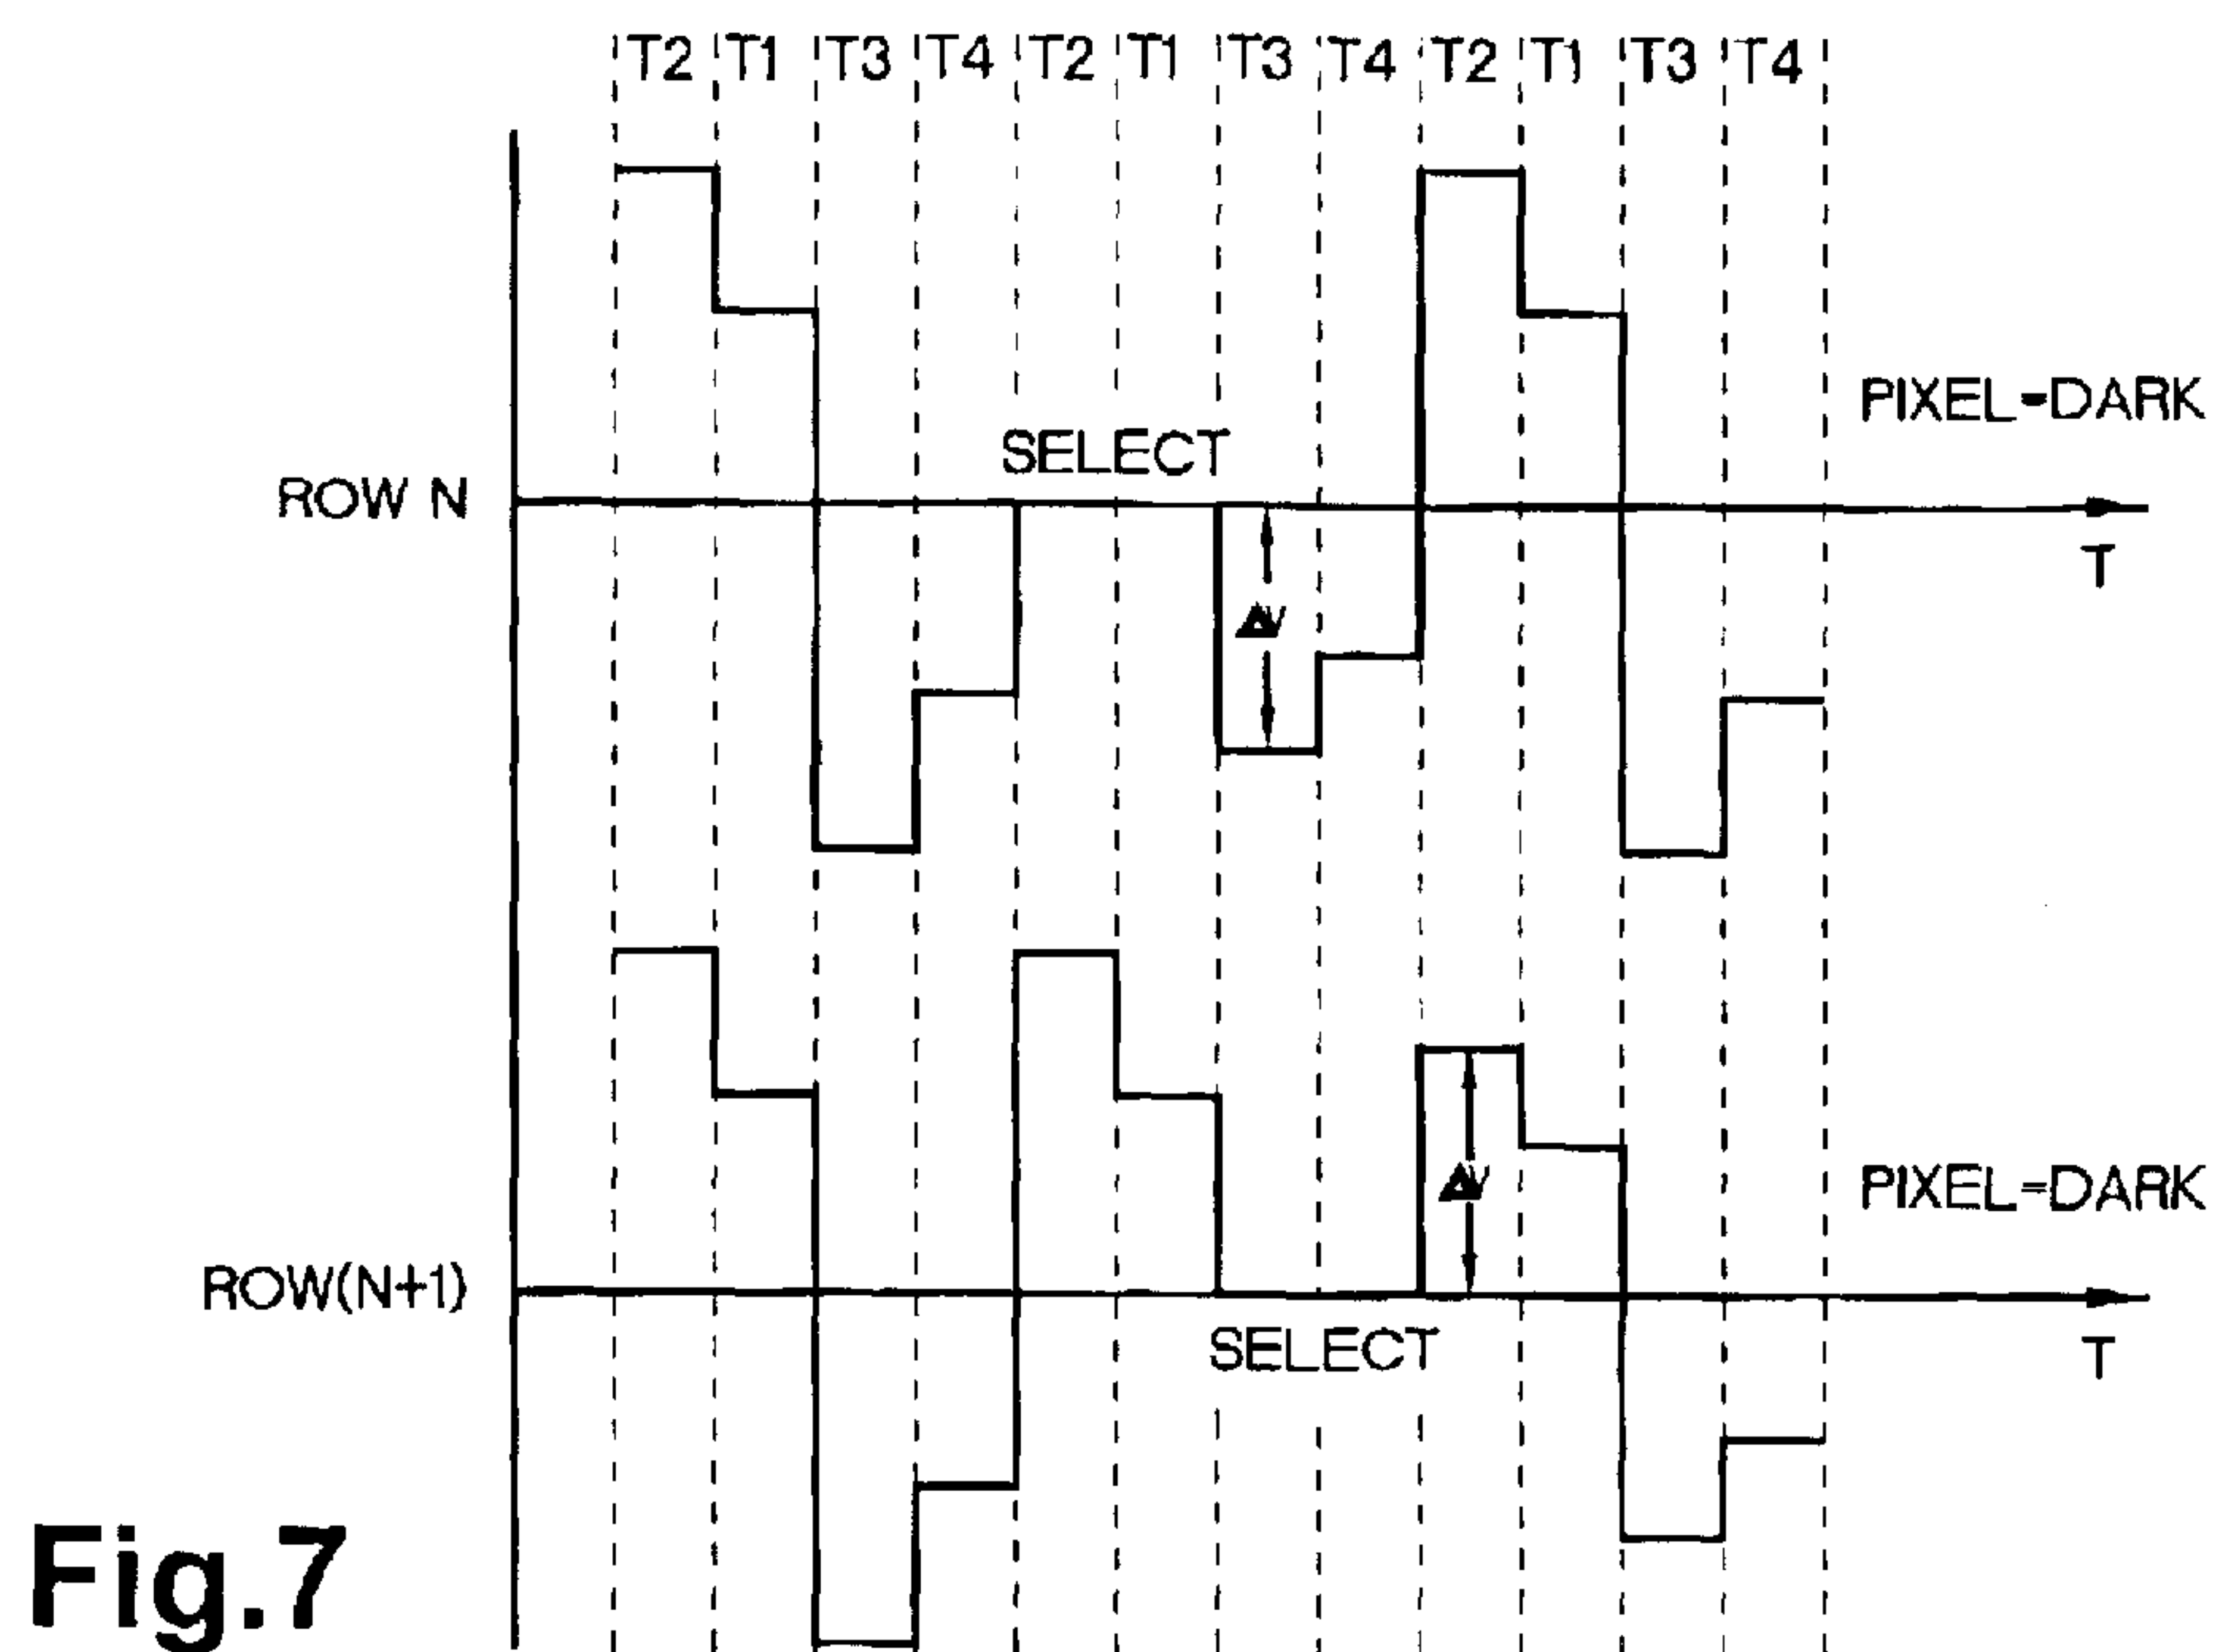 T2 T1 T3 T4 T2 T1 T3 T4 T2 T1 T3 T4
PIXEL=DARK
SELECT
ROW N
T
ΔV
PIXEL=DARK
ΔV
ROW(N+1)
SELECT
T
Fig.7